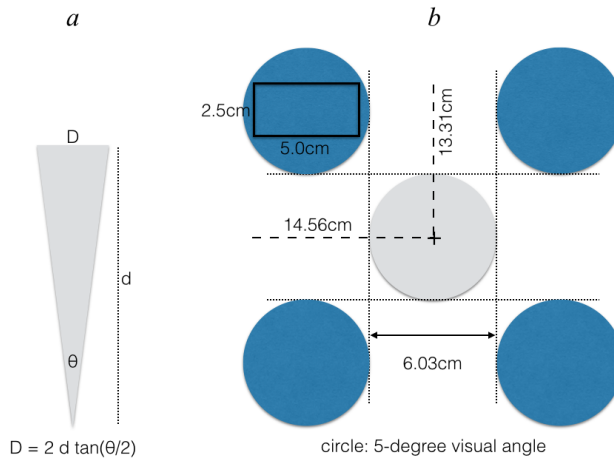 a
b
D
d
θ
D = 2 d tan(θ/2)
2.5cm
5.0cm
13.31cm
14.56cm
6.03cm
circle: 5-degree visual angle